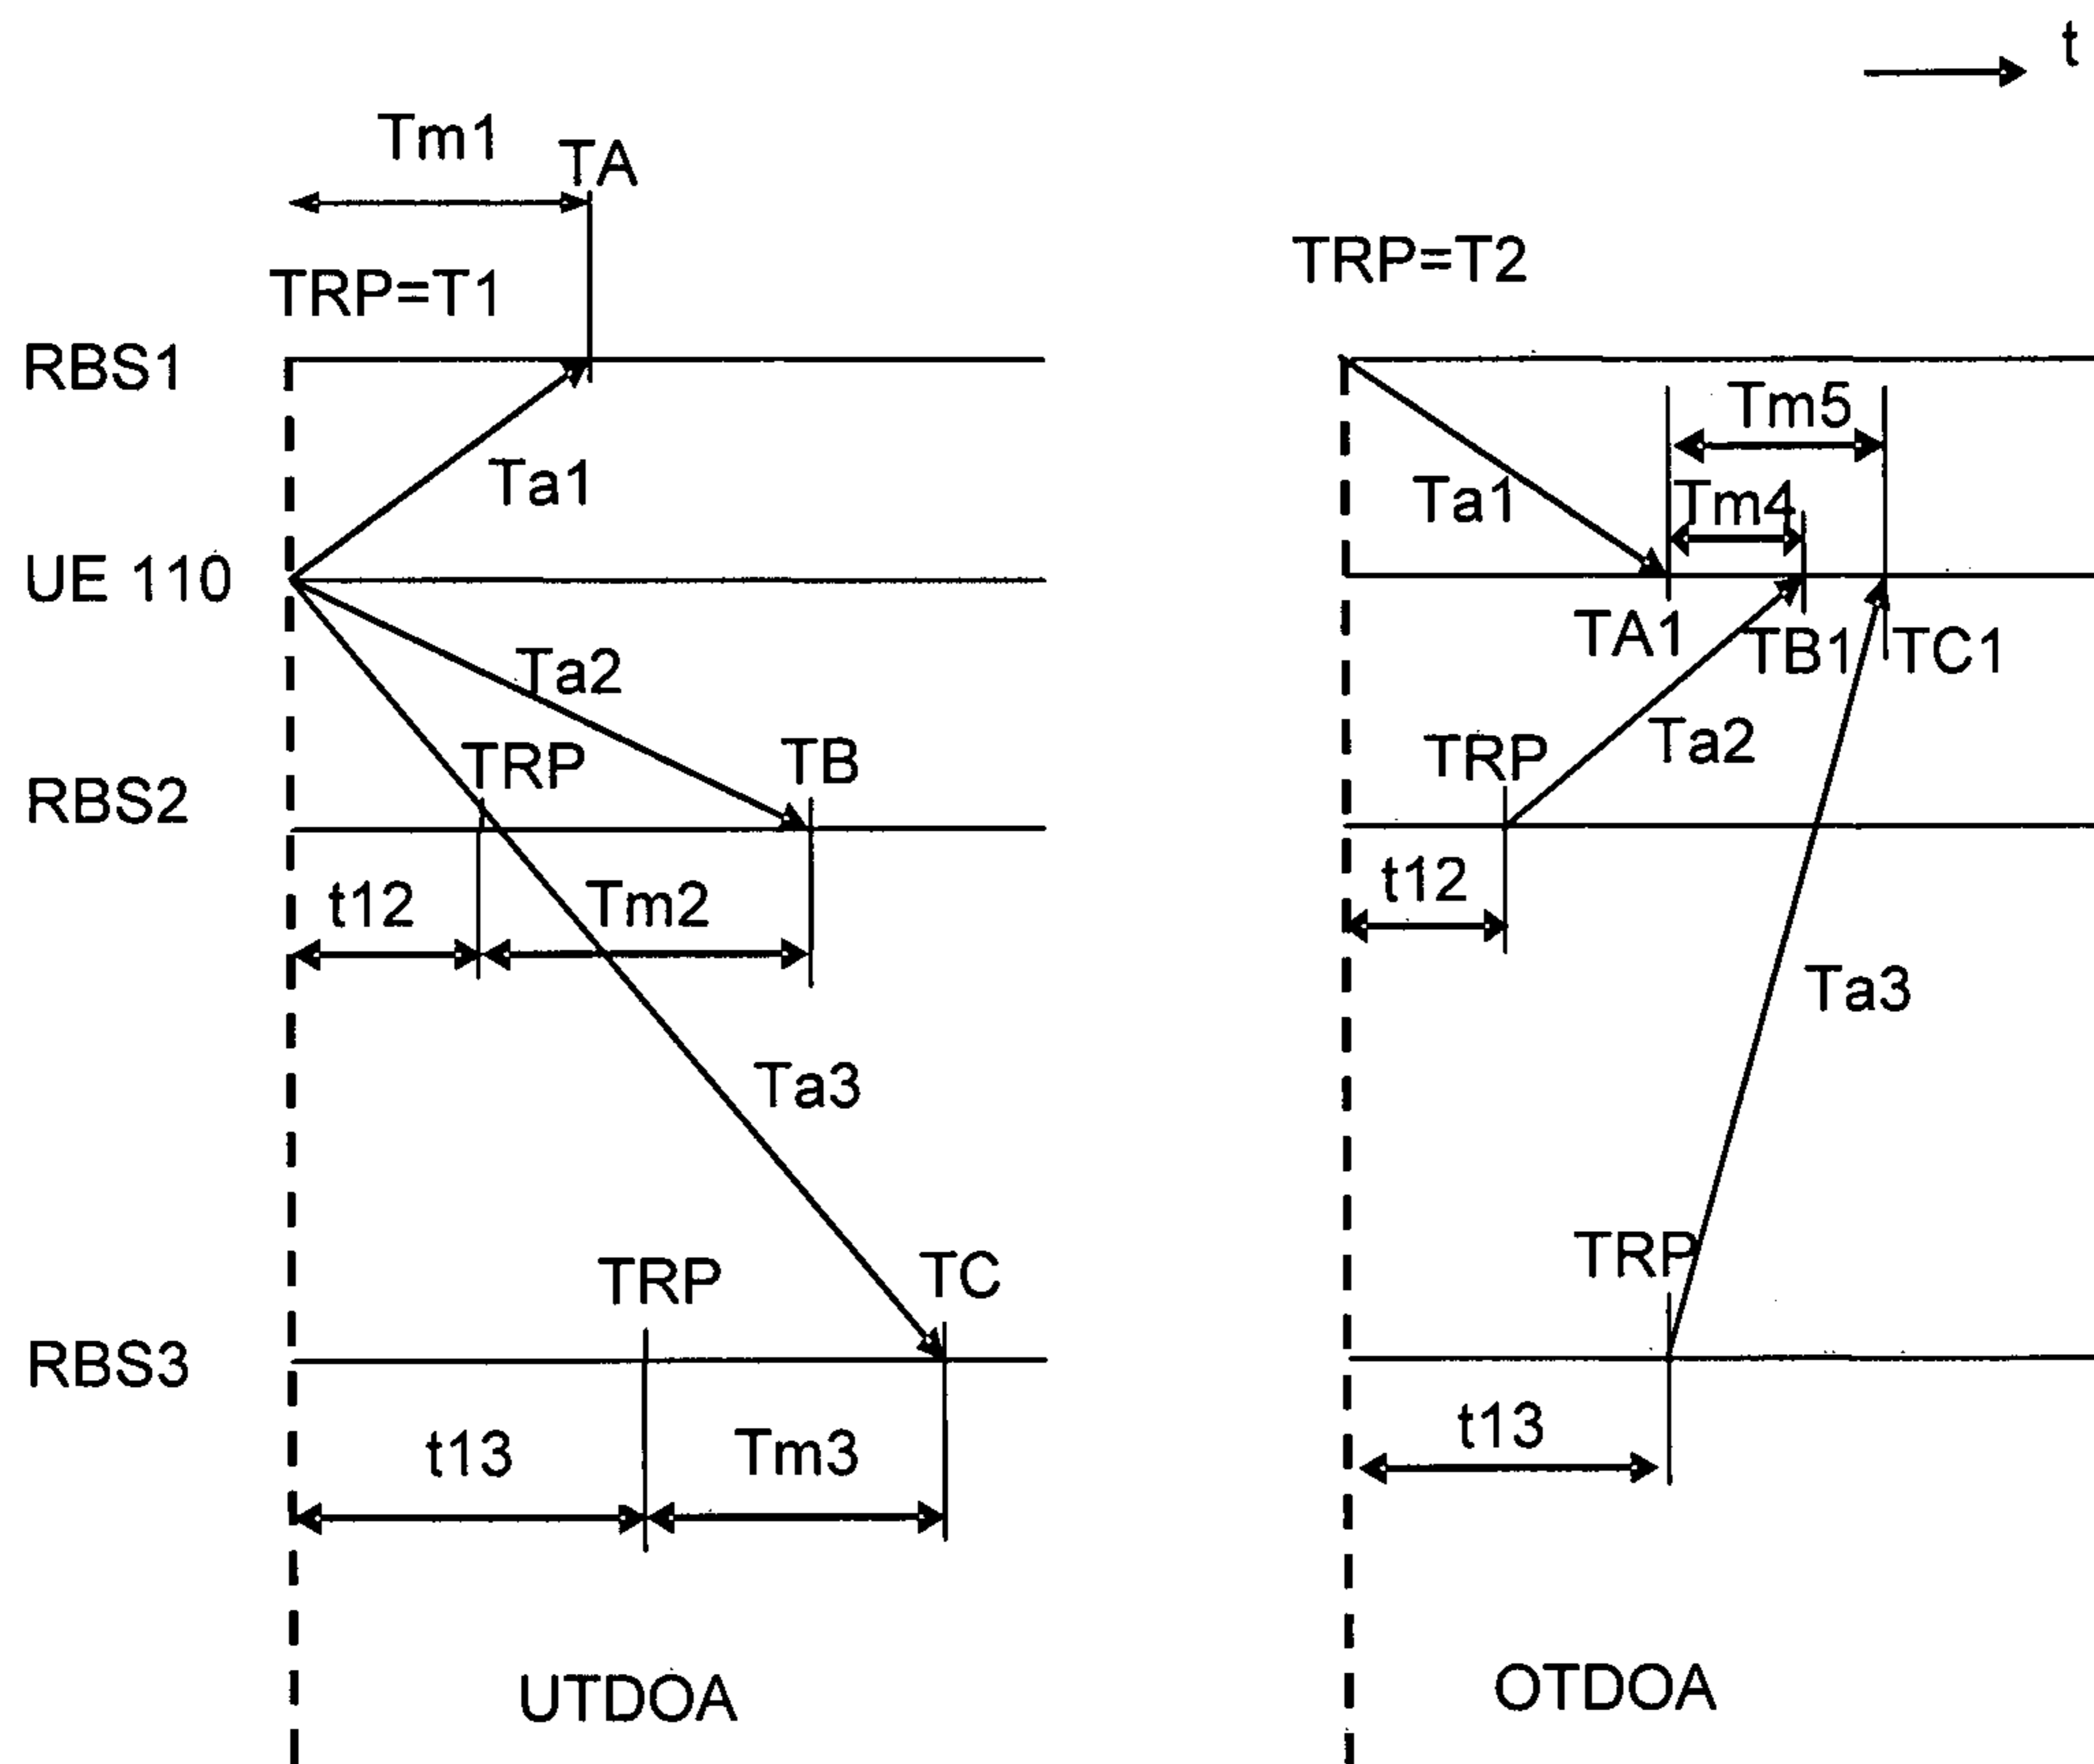 t
Tm1
TA
TRP=T1
TRP=T2
RBS1
Tm5
Ta1
Ta1
Tm4
UE 110
TA1
TB1
TC1
Ta2
Ta2
TRP
TB
TRP
RBS2
t12
Tm2
t12
Ta3
Ta3
TRP
TC
TRP
RBS3
t13
Tm3
t13
UTDOA
OTDOA